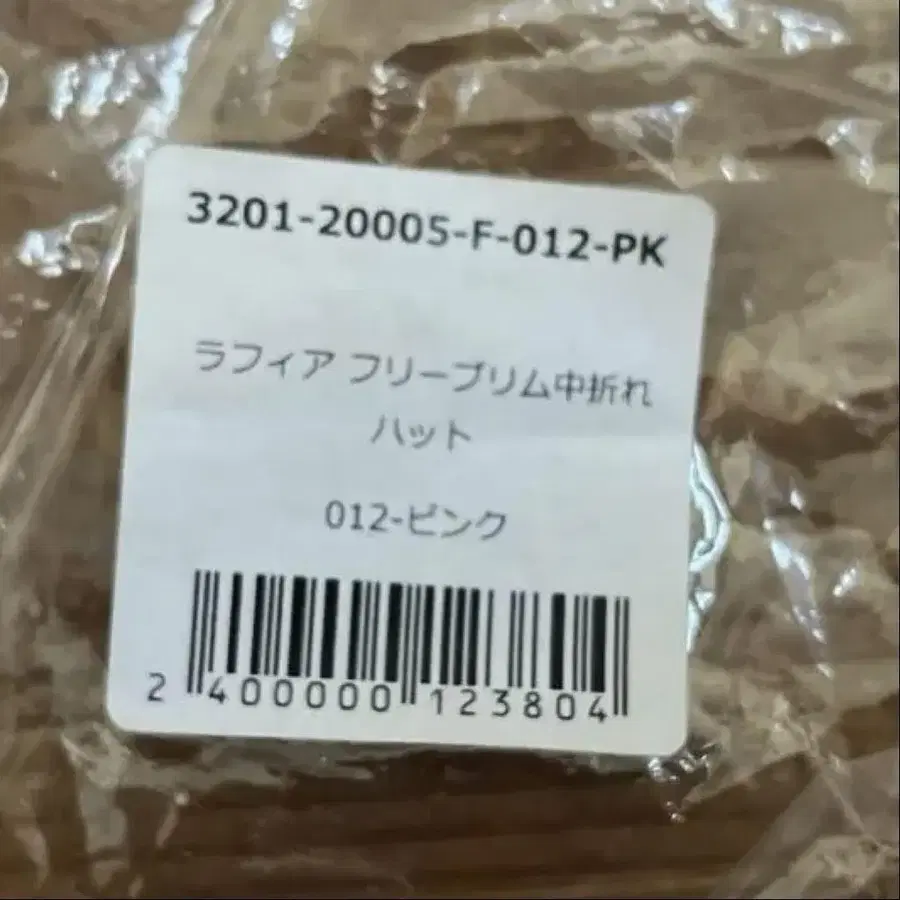 3201-20005-F-012-PK
ラフィア フリーブリム中折れ
ハット
012-ピンク
2 400000 123804